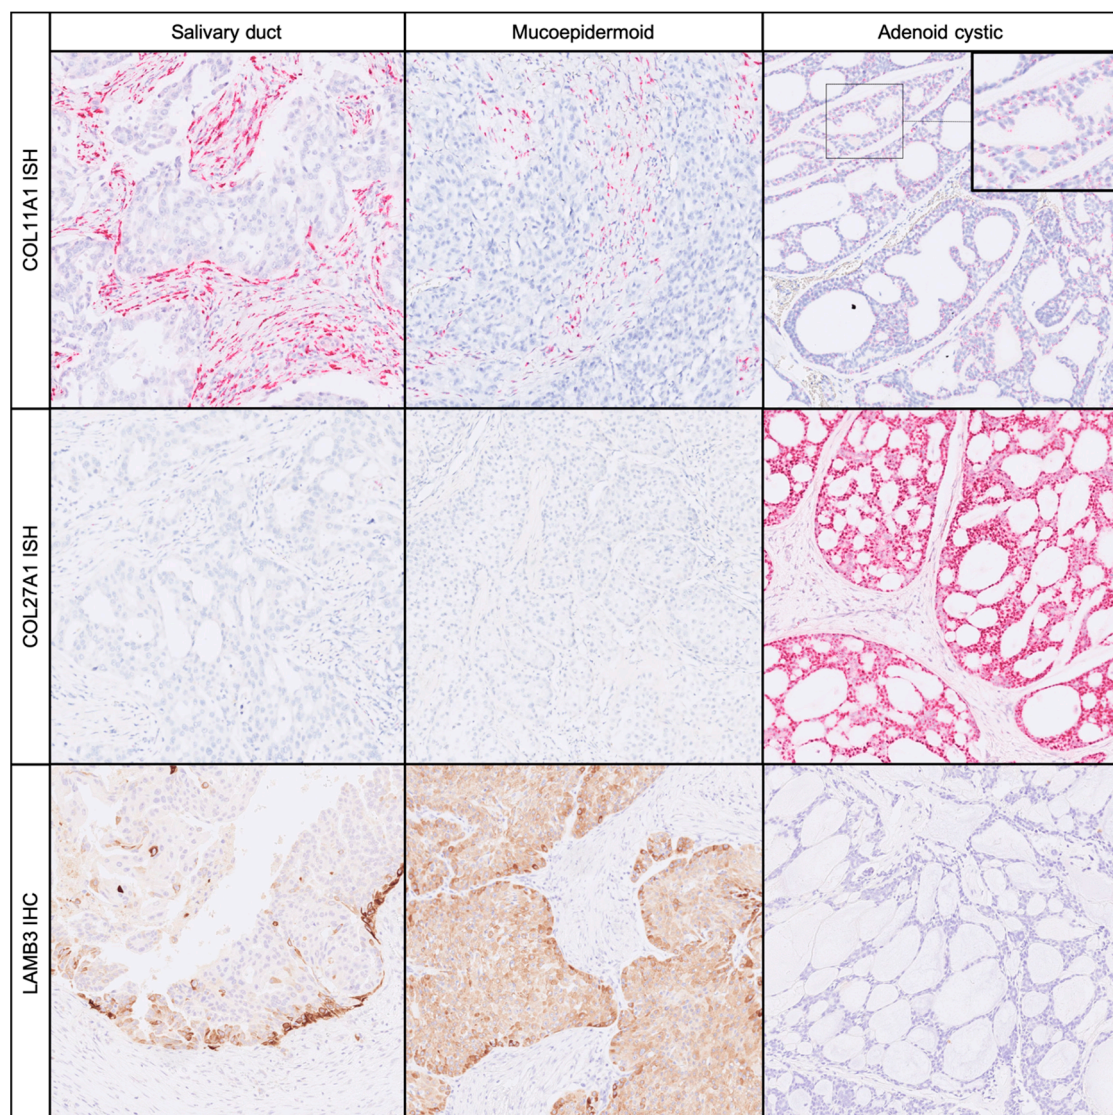 Salivary duct
Mucoepidermoid
Adenoid cystic
COL11A1 ISH
COL27A1 ISH
LAMB3 IHC